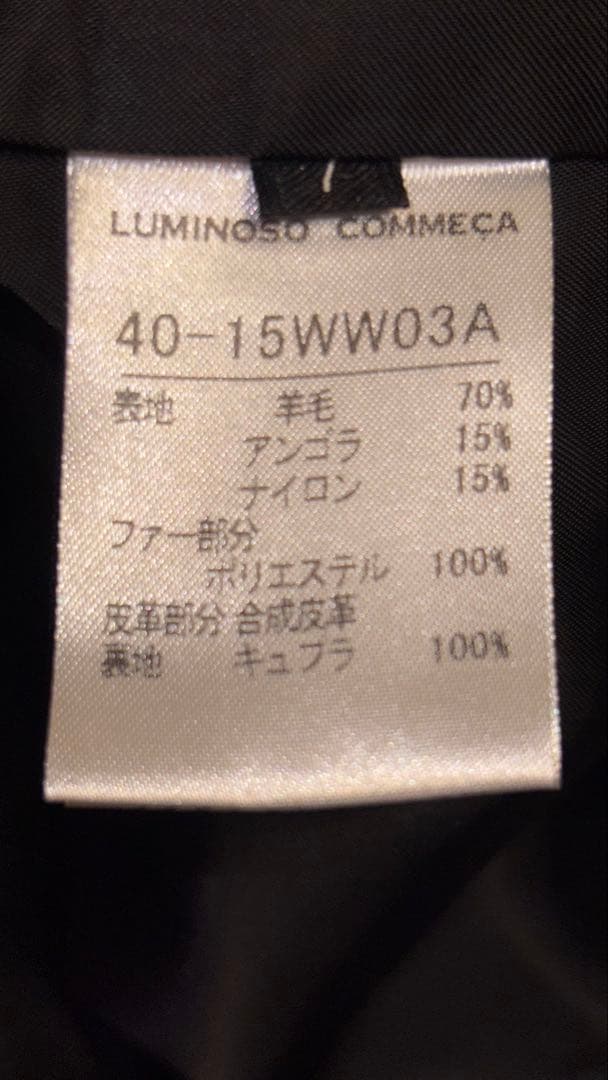 LUMINOSO COMMEÇA
40-15WW03A
表地 羊毛 70%
アンゴラ 15%
ナイロン 15%
ファー部分
ポリエステル 100%
皮革部分 合成皮革
裏地 キュプラ 100%